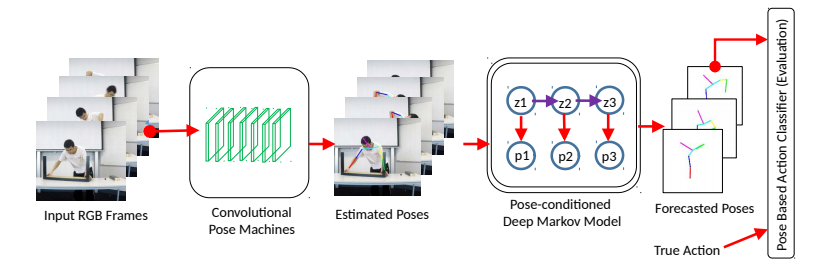 Input RGB Frames
Convolutional
Pose Machines
Estimated Poses
z1 z2 z3
p1 p2 p3
Pose-conditioned
Deep Markov Model
Forecasted Poses
True Action
Pose Based Action Classifier (Evaluation)